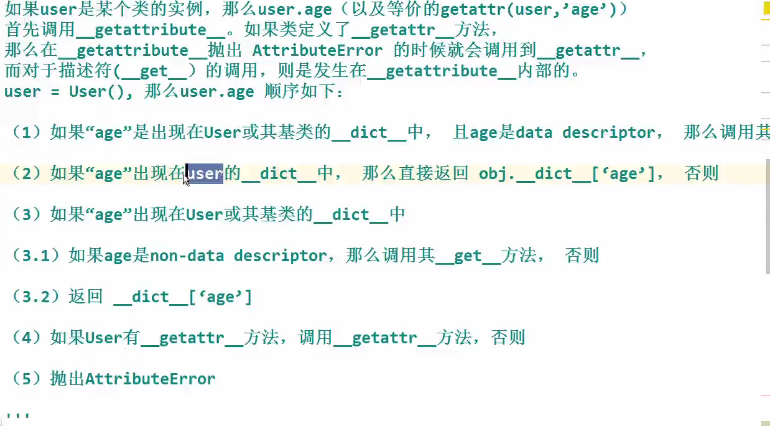 如果user是某个类的实例，那么user.age（以及等价的getattr(user,’age’)）
首先调用__getattribute__。如果类定义了__getattr__方法，
那么在__getattribute__抛出 AttributeError 的时候就会调用到__getattr__，
而对于描述符(__get__）的调用，则是发生在__getattribute__内部的。
user = User(), 那么user.age 顺序如下：
（1）如果“age”是出现在User或其基类的__dict__中， 且age是data descriptor， 那么调用其
（2）如果“age”出现在user的__dict__中， 那么直接返回 obj.__dict__[‘age’]， 否则
（3）如果“age”出现在User或其基类的__dict__中
（3.1）如果age是non-data descriptor，那么调用其__get__方法， 否则
（3.2）返回 __dict__[‘age’]
（4）如果User有__getattr__方法，调用__getattr__方法，否则
（5）抛出AttributeError
'''